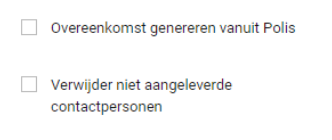 Overeenkomst genereren vanuit Polis
Verwijder niet aangeleverde
contactpersonen